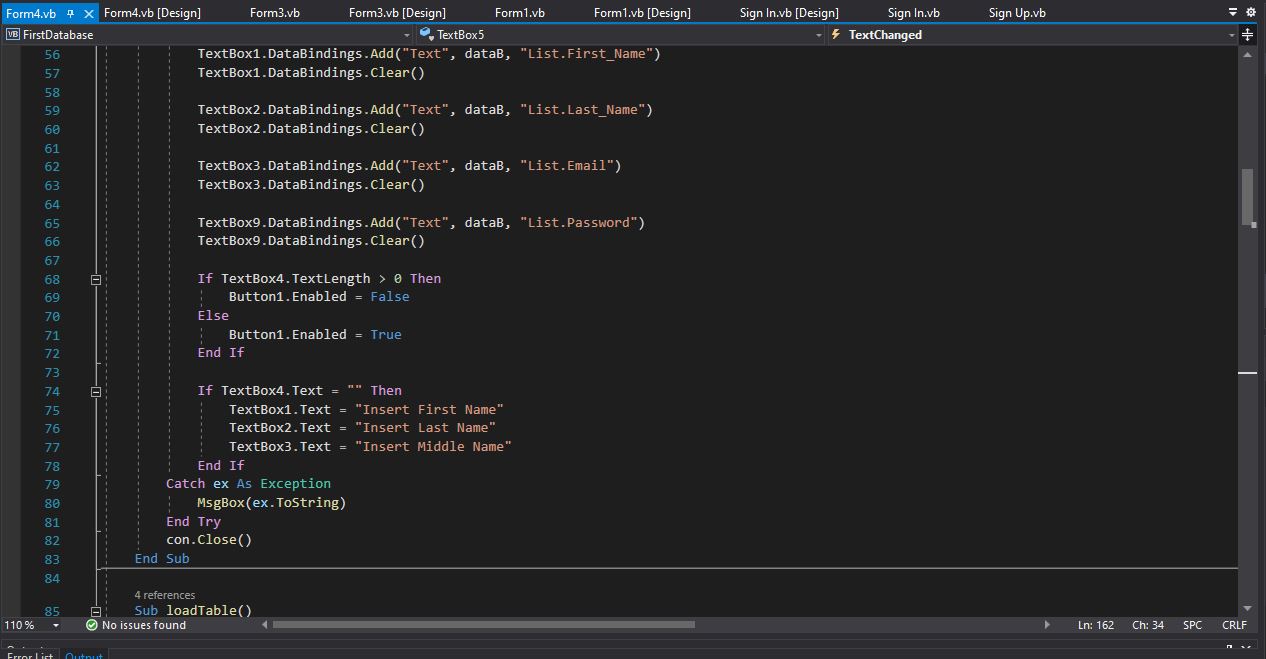 Form4.vb Form4.vb [Design] Form3.vb Form3.vb [Design] Form1.vb Form1.vb [Design] Sign In.vb [Design] Sign In.vb Sign Up.vb
VB FirstDatabase TextBox5 TextChanged
56 TextBox1.DataBindings.Add("Text", dataB, "List.First_Name")
57 TextBox1.DataBindings.Clear()
58
59 TextBox2.DataBindings.Add("Text", dataB, "List.Last_Name")
60 TextBox2.DataBindings.Clear()
61
62 TextBox3.DataBindings.Add("Text", dataB, "List.Email")
63 TextBox3.DataBindings.Clear()
64
65 TextBox9.DataBindings.Add("Text", dataB, "List.Password")
66 TextBox9.DataBindings.Clear()
67
68 If TextBox4.TextLength > 0 Then
69 Button1.Enabled = False
70 Else
71 Button1.Enabled = True
72 End If
73
74 If TextBox4.Text = "" Then
75 TextBox1.Text = "Insert First Name"
76 TextBox2.Text = "Insert Last Name"
77 TextBox3.Text = "Insert Middle Name"
78 End If
79 Catch ex As Exception
80 MsgBox(ex.ToString)
81 End Try
82 con.Close()
83 End Sub
84
4 references
85 Sub loadTable()
110 % No issues found Ln: 162 Ch: 34 SPC CRLF
Error List Output